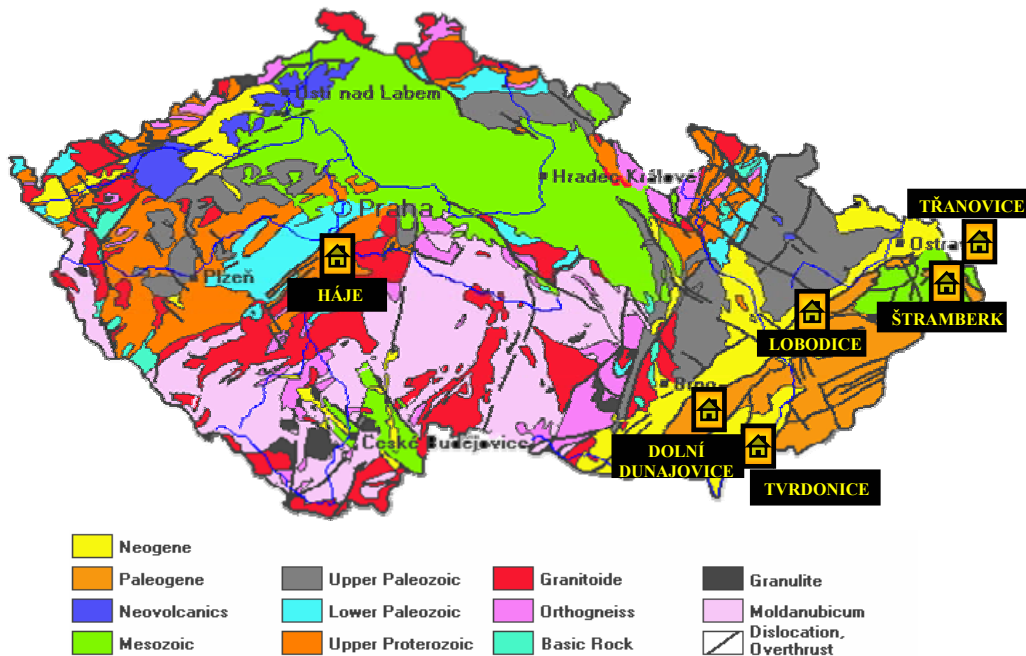 Ústí nad Labem
Hradec Králové
TŘANOVICE
Praha
Ostrav
Plzeň
HÁJE
ŠTRAMBERK
LOBODICE
Brno
České Budějovice
DOLNÍ
DUNAJOVICE
TVRDONICE
Neogene
Paleogene
Upper Paleozoic
Granitoide
Granulite
Neovolcanics
Lower Paleozoic
Orthogneiss
Moldanubicum
Mesozoic
Upper Proterozoic
Basic Rock
Dislocation,
Overthrust